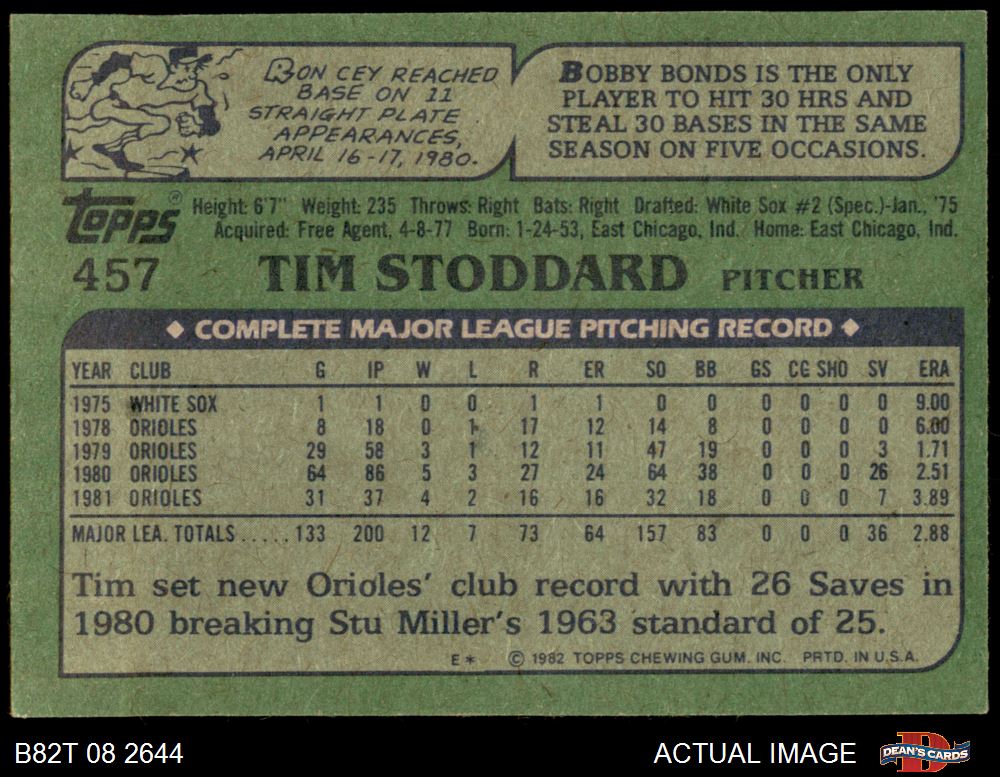 RON CEY REACHED
BASE ON 11
STRAIGHT PLATE
APPEARANCES,
APRIL 16-17, 1980.
BOBBY BONDS IS THE ONLY
PLAYER TO HIT 30 HRS AND
STEAL 30 BASES IN THE SAME
SEASON ON FIVE OCCASIONS.
Topps®
Height: 6'7" Weight: 235 Throws: Right Bats: Right Drafted: White Sox #2 (Spec.)-Jan., '75
Acquired: Free Agent, 4-8-77 Born: 1-24-53, East Chicago, Ind. Home: East Chicago, Ind.
457 TIM STODDARD PITCHER
◆ COMPLETE MAJOR LEAGUE PITCHING RECORD ◆
YEAR CLUB G IP W L R ER SO BB GS CG SHO SV ERA
1975 WHITE SOX 1 1 0 0 1 1 0 0 0 0 0 0 9.00
1978 ORIOLES 8 18 0 1 17 12 14 8 0 0 0 0 6.00
1979 ORIOLES 29 58 3 1 12 11 47 19 0 0 0 3 1.71
1980 ORIOLES 64 86 5 3 27 24 64 38 0 0 0 26 2.51
1981 ORIOLES 31 37 4 2 16 16 32 18 0 0 0 7 3.89
MAJOR LEA. TOTALS.....133 200 12 7 73 64 157 83 0 0 0 36 2.88
Tim set new Orioles' club record with 26 Saves in
1980 breaking Stu Miller's 1963 standard of 25.
E* © 1982 TOPPS CHEWING GUM. INC. PRTD. IN U.S.A.
B82T 08 2644 ACTUAL IMAGE DEAN'S CARDS